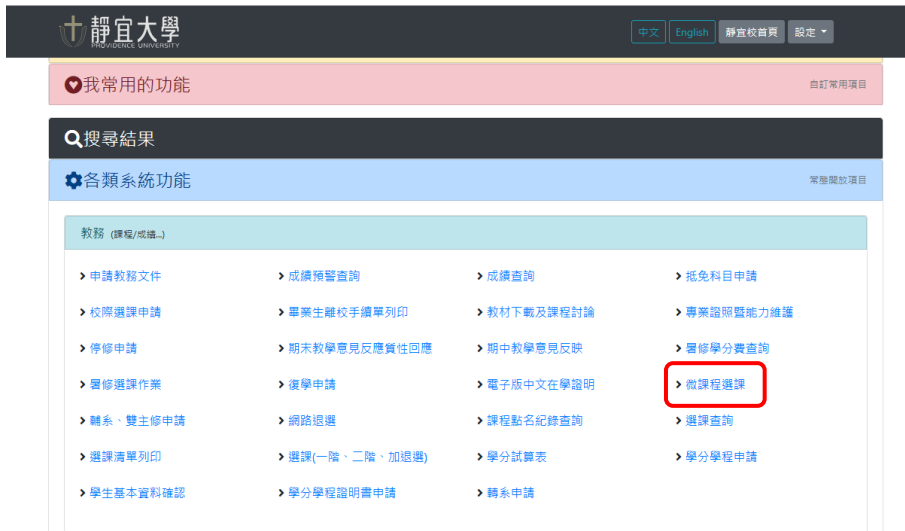 靜宜大學
PROVIDENCE UNIVERSITY
中文 English 靜宜校首頁 設定
我常用的功能 自訂常用項目
搜尋結果
各類系統功能 常態開放項目
教務 (課程/成績...)
申請教務文件 成績預警查詢 成績查詢 抵免科目申請
校際選課申請 畢業生離校手續單列印 教材下載及課程討論 專業證照暨能力維護
停修申請 期末教學意見反應質性回應 期中教學意見反映 暑修學分費查詢
暑修選課作業 復學申請 電子版中文在學證明 微課程選課
輔系、雙主修申請 網路退選 課程點名紀錄查詢 選課查詢
選課清單列印 選課(一階、二階、加退選) 學分試算表 學分學程申請
學生基本資料確認 學分學程證明書申請 轉系申請